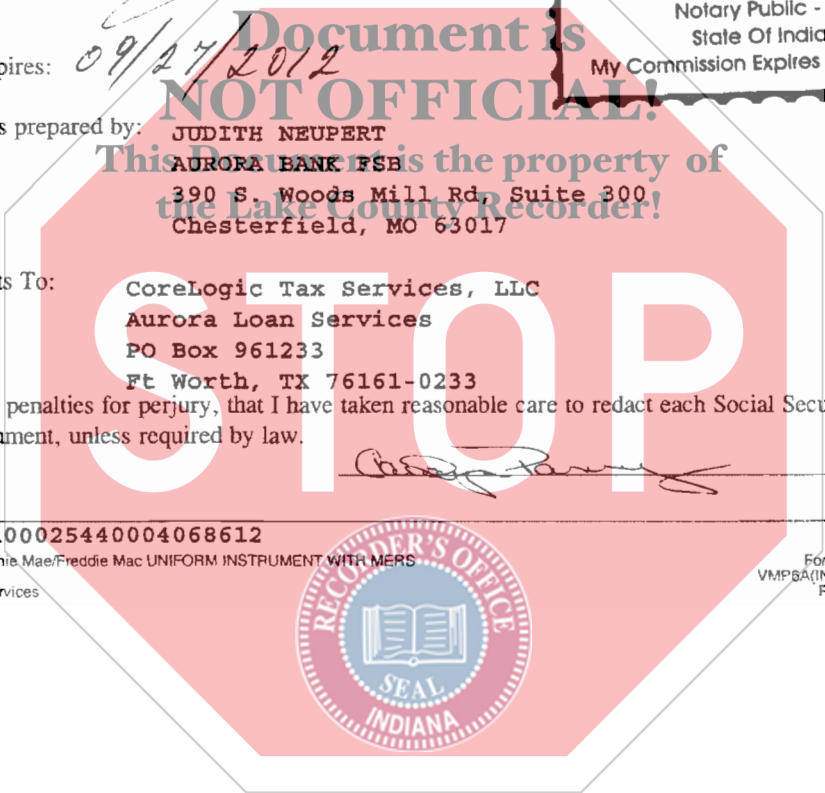 Document is
NOT OFFICIAL!
This Document is the property of
the Lake County Recorder!
STOP
Notary Public -
State Of India
My Commission Expires
pires: 09/27/2012
s prepared by: JUDITH NEUPERT
AURORA BANK FSB
390 S. Woods Mill Rd, Suite 300
Chesterfield, MO 63017
ts To: CoreLogic Tax Services, LLC
Aurora Loan Services
PO Box 961233
Ft Worth, TX 76161-0233
penalties for perjury, that I have taken reasonable care to redact each Social Secu
ument, unless required by law.
000254440004068612
nie Mae/Freddie Mac UNIFORM INSTRUMENT WITH MERS
For
VMP6A(IN
rvices
RECORDER'S OFFICE
SEAL
INDIANA